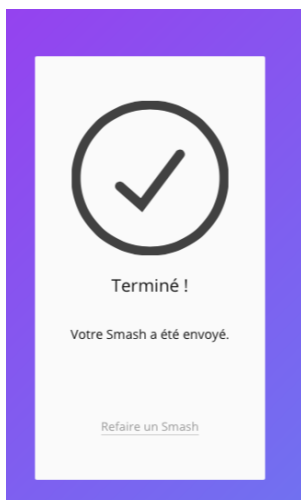 Terminé !
Votre Smash a été envoyé.
Refaire un Smash